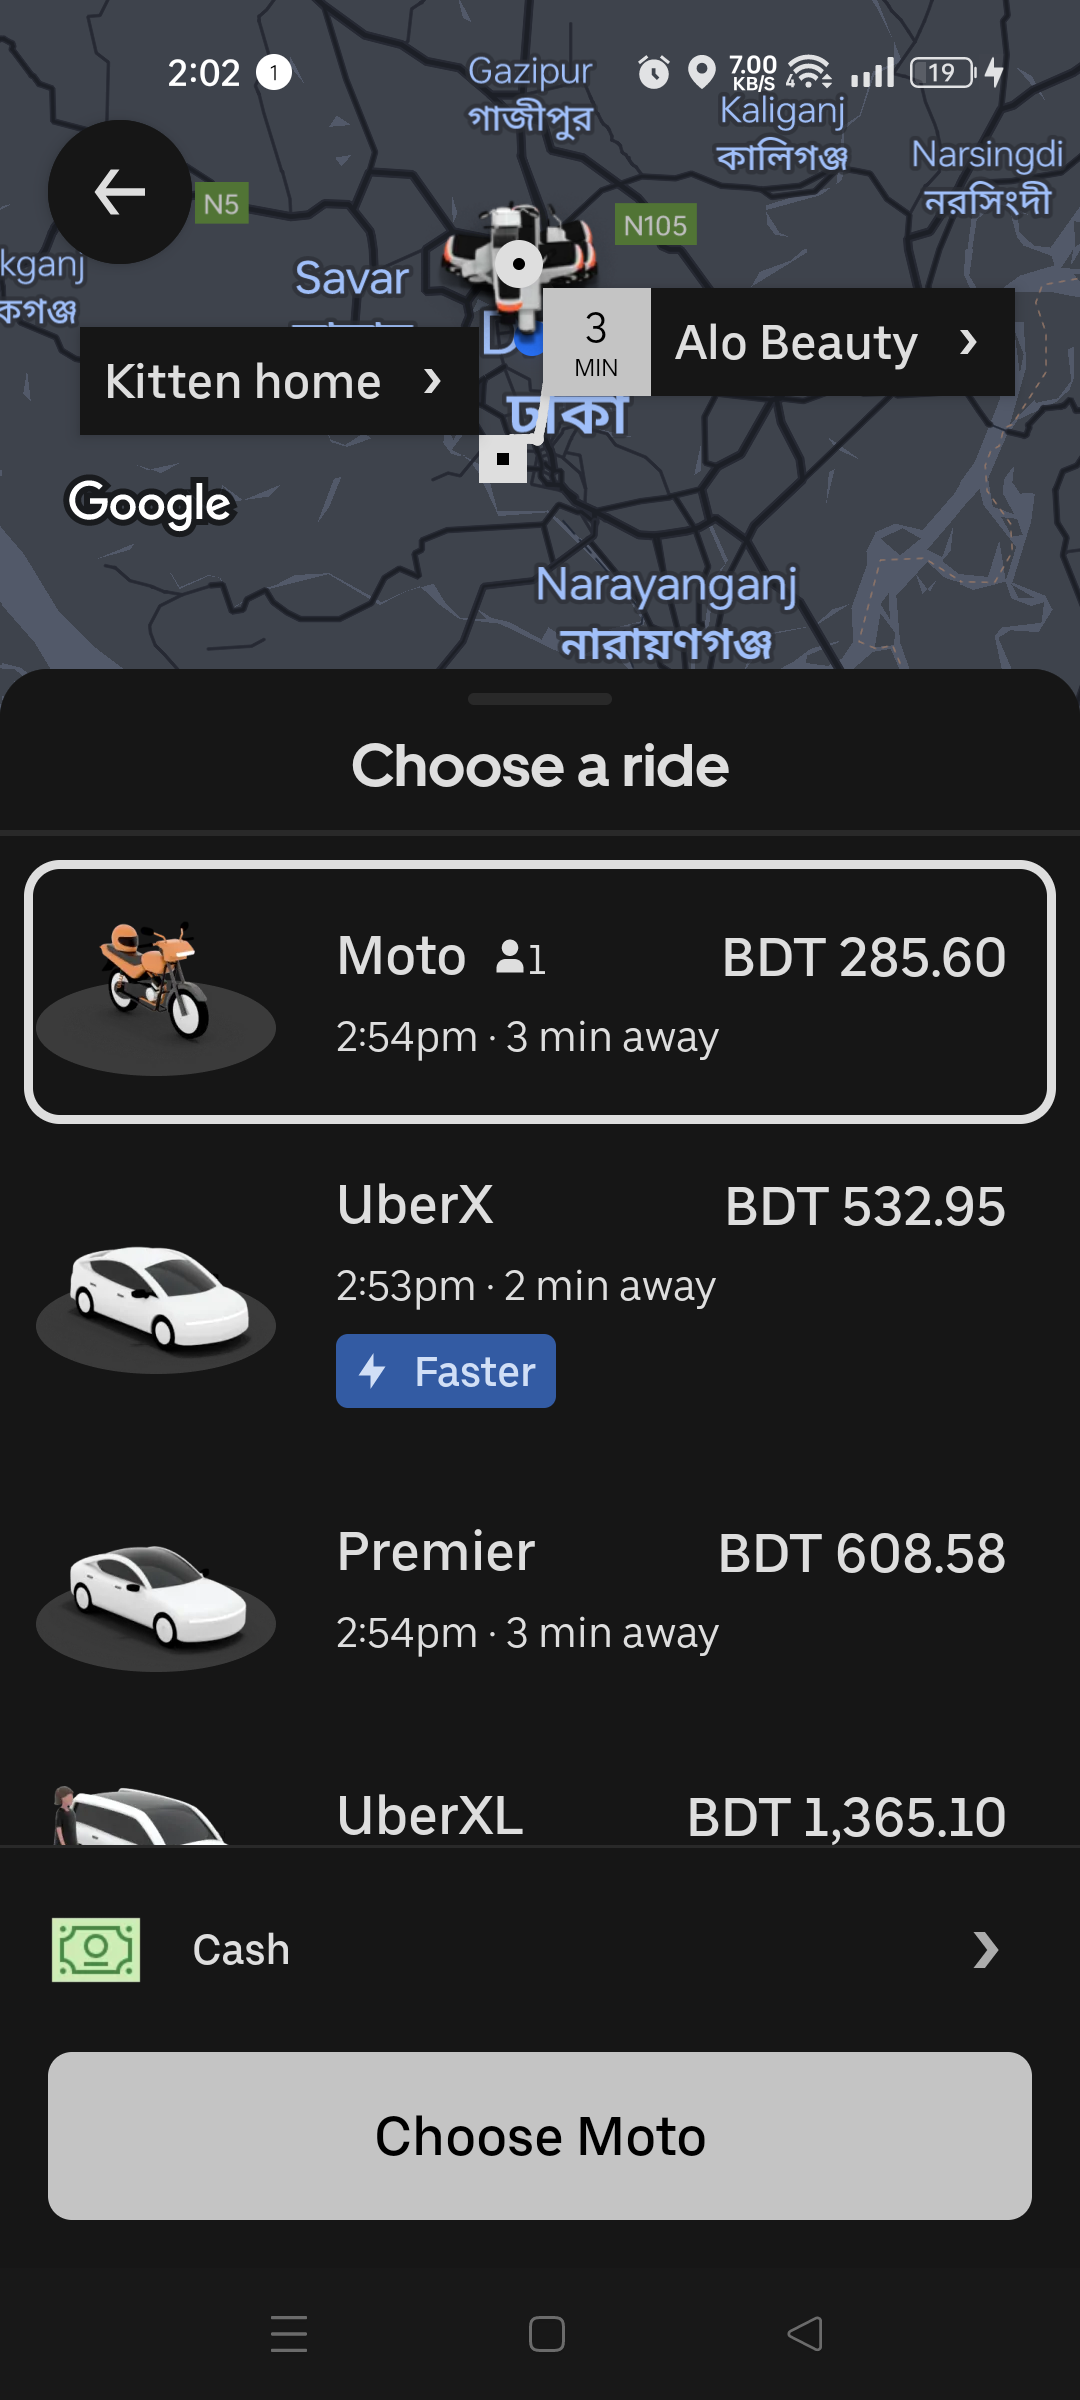 2:02 1 7.00 KB/S 4 19
Gazipur
গাজীপুর
Kaliganj
কালিগঞ্জ
Narsingdi
নরসিংদী
N5
N105
kganj
কগঞ্জ
Savar
3 MIN
Alo Beauty
Kitten home
ঢাকা
Google
Narayanganj
নারায়ণগঞ্জ
Choose a ride
Moto 1 BDT 285.60
2:54pm · 3 min away
UberX BDT 532.95
2:53pm · 2 min away
Faster
Premier BDT 608.58
2:54pm · 3 min away
UberXL BDT 1,365.10
Cash
Choose Moto